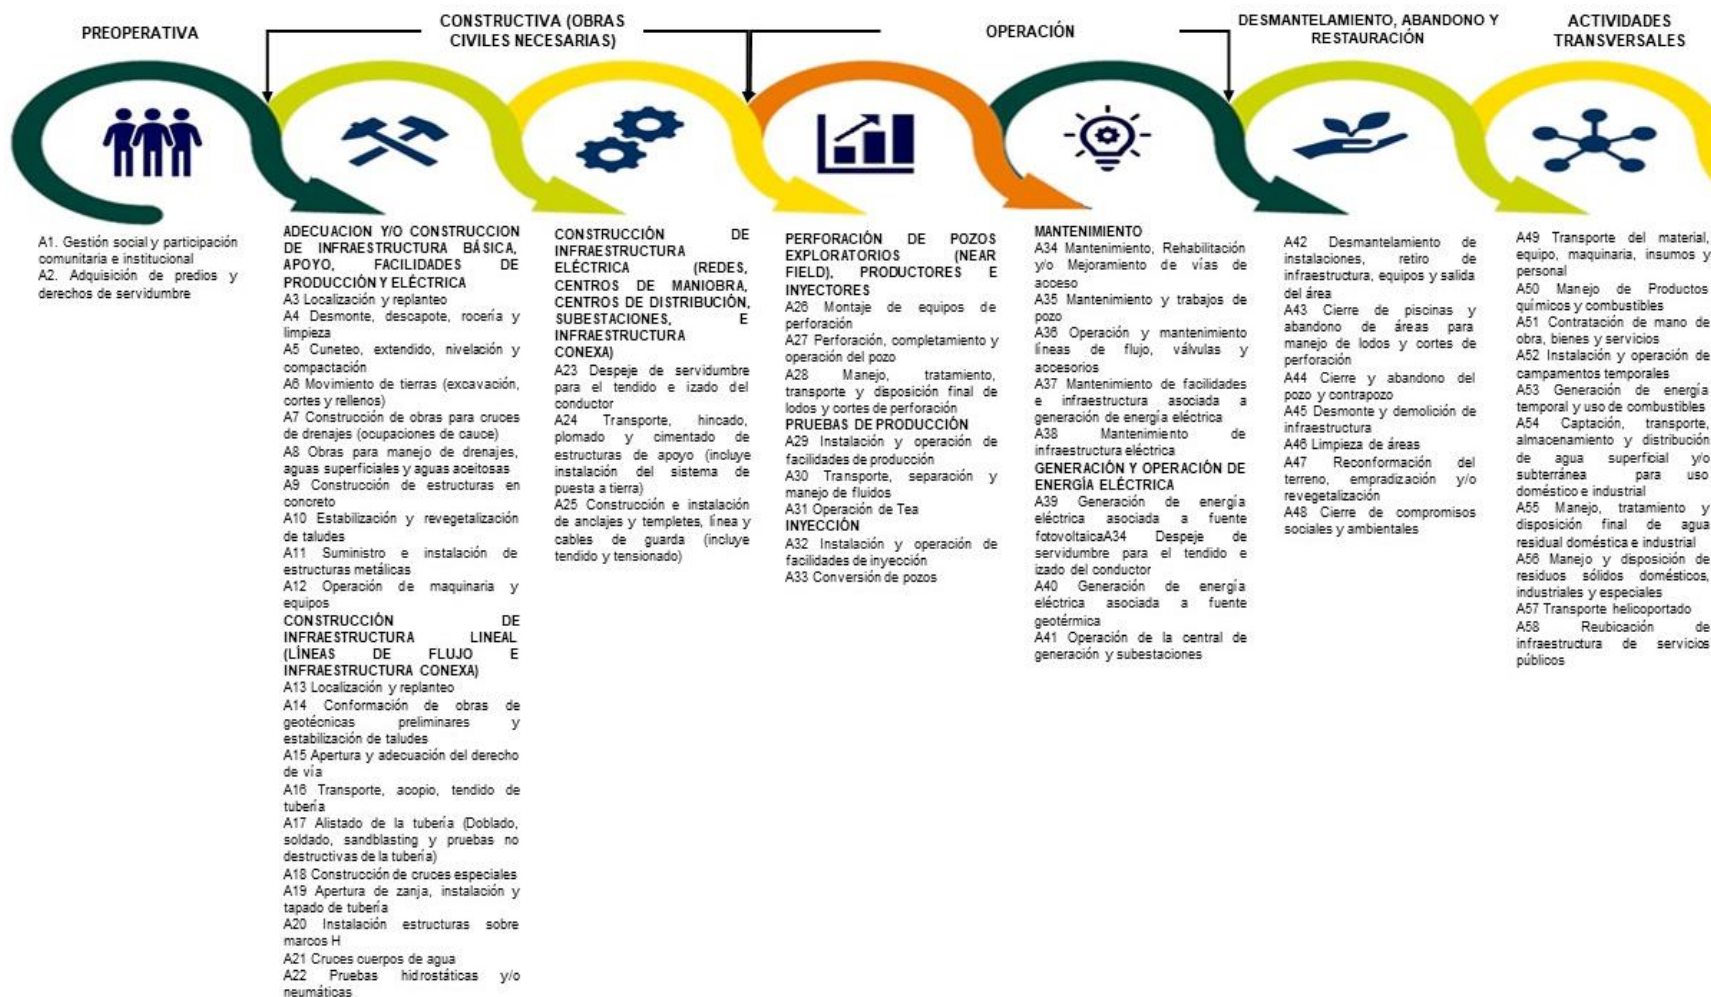 PREOPERATIVA
A1. Gestión social y participación
comunitaria e institucional
A2. Adquisición de predios y
derechos de servidumbre
CONSTRUCTIVA (OBRAS
CIVILES NECESARIAS)
ADECUACION Y/O CONSTRUCCION
DE INFRAESTRUCTURA BÁSICA,
APOYO, FACILIDADES DE
PRODUCCIÓN Y ELÉCTRICA
A3 Localización y replanteo
A4 Desmonte, descapote, rocería y
limpieza
A5 Cuneteo, extendido, nivelación y
compactación
A6 Movimiento de tierras (excavación,
cortes y rellenos)
A7 Construcción de obras para cruces
de drenajes (ocupaciones de cauce)
A8 Obras para manejo de drenajes,
aguas superficiales y aguas aceitosas
A9 Construcción de estructuras en
concreto
A10 Estabilización y revegetalización
de taludes
A11 Suministro e instalación de
estructuras metálicas
A12 Operación de maquinaria y
equipos
CONSTRUCCIÓN DE
INFRAESTRUCTURA LINEAL
(LÍNEAS DE FLUJO E
INFRAESTRUCTURA CONEXA)
A13 Localización y replanteo
A14 Conformación de obras de
geotécnicas preliminares y
estabilización de taludes
A15 Apertura y adecuación del derecho
de vía
A16 Transporte, acopio, tendido de
tubería
A17 Alistado de la tubería (Doblado,
soldado, sandblasting y pruebas no
destructivas de la tubería)
A18 Construcción de cruces especiales
A19 Apertura de zanja, instalación y
tapado de tubería
A20 Instalación estructuras sobre
marcos H
A21 Cruces cuerpos de agua
A22 Pruebas hidrostáticas y/o
neumáticas
CONSTRUCCIÓN DE
INFRAESTRUCTURA
ELÉCTRICA (REDES,
CENTROS DE MANIOBRA,
CENTROS DE DISTRIBUCIÓN,
SUBESTACIONES, E
INFRAESTRUCTURA
CONEXA)
A23 Despeje de servidumbre
para el tendido e izado del
conductor
A24 Transporte, hincado,
plomado y cimentado de
estructuras de apoyo (incluye
instalación del sistema de
puesta a tierra)
A25 Construcción e instalación
de anclajes y templetes, línea y
cables de guarda (incluye
tendido y tensionado)
OPERACIÓN
PERFORACIÓN DE POZOS
EXPLORATORIOS (NEAR
FIELD), PRODUCTORES E
INYECTORES
A26 Montaje de equipos de
perforación
A27 Perforación, completamiento y
operación del pozo
A28 Manejo, tratamiento,
transporte y disposición final de
lodos y cortes de perforación
PRUEBAS DE PRODUCCIÓN
A29 Instalación y operación de
facilidades de producción
A30 Transporte, separación y
manejo de fluidos
A31 Operación de Tea
INYECCIÓN
A32 Instalación y operación de
facilidades de inyección
A33 Conversión de pozos
MANTENIMIENTO
A34 Mantenimiento, Rehabilitación
y/o Mejoramiento de vías de
acceso
A35 Mantenimiento y trabajos de
pozo
A36 Operación y mantenimiento
líneas de flujo, válvulas y
accesorios
A37 Mantenimiento de facilidades
e infraestructura asociada a
generación de energía eléctrica
A38 Mantenimiento de
infraestructura eléctrica
GENERACIÓN Y OPERACIÓN DE
ENERGÍA ELÉCTRICA
A39 Generación de energía
eléctrica asociada a fuente
fotovoltaicaA34 Despeje de
servidumbre para el tendido e
izado del conductor
A40 Generación de energía
eléctrica asociada a fuente
geotérmica
A41 Operación de la central de
generación y subestaciones
DESMANTELAMIENTO, ABANDONO Y
RESTAURACIÓN
A42 Desmantelamiento de
instalaciones, retiro de
infraestructura, equipos y salida
del área
A43 Cierre de piscinas y
abandono de áreas para
manejo de lodos y cortes de
perforación
A44 Cierre y abandono del
pozo y contrapozo
A45 Desmonte y demolición de
infraestructura
A46 Limpieza de áreas
A47 Reconformación del
terreno, empradización y/o
revegetalización
A48 Cierre de compromisos
sociales y ambientales
ACTIVIDADES
TRANSVERSALES
A49 Transporte del material,
equipo, maquinaria, insumos y
personal
A50 Manejo de Productos
químicos y combustibles
A51 Contratación de mano de
obra, bienes y servicios
A52 Instalación y operación de
campamentos temporales
A53 Generación de energía
temporal y uso de combustibles
A54 Captación, transporte,
almacenamiento y distribución
de agua superficial y/o
subterránea para uso
doméstico e industrial
A55 Manejo, tratamiento y
disposición final de agua
residual doméstica e industrial
A56 Manejo y disposición de
residuos sólidos domésticos,
industriales y especiales
A57 Transporte helicoportado
A58 Reubicación de
infraestructura de servicios
públicos